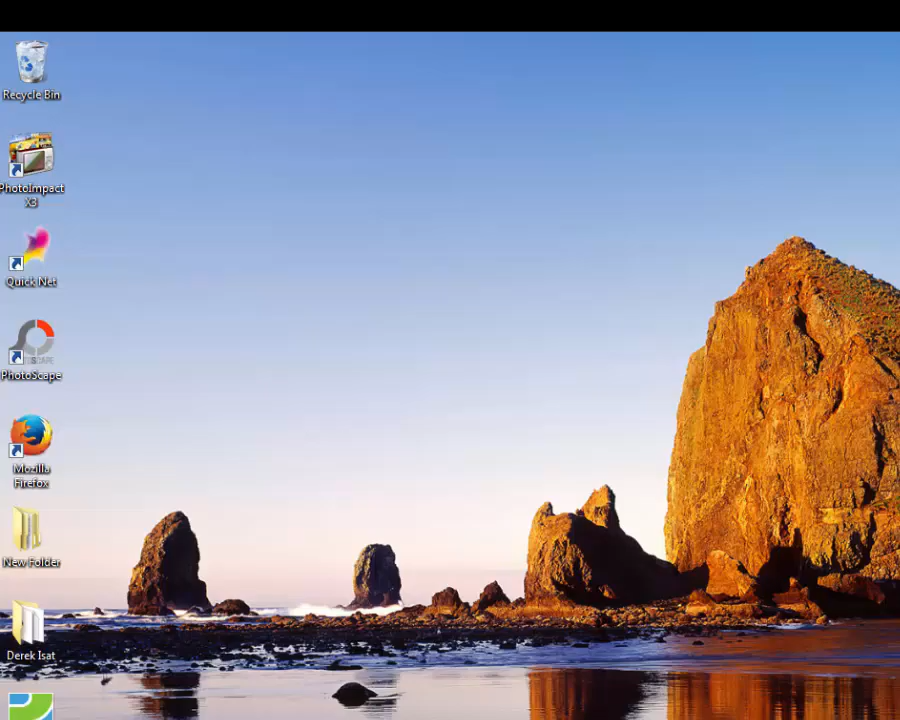 Recycle Bin
PhotoImpact
X3
Quick Net
PhotoScape
Mozilla
Firefox
New Folder
Derek Isat